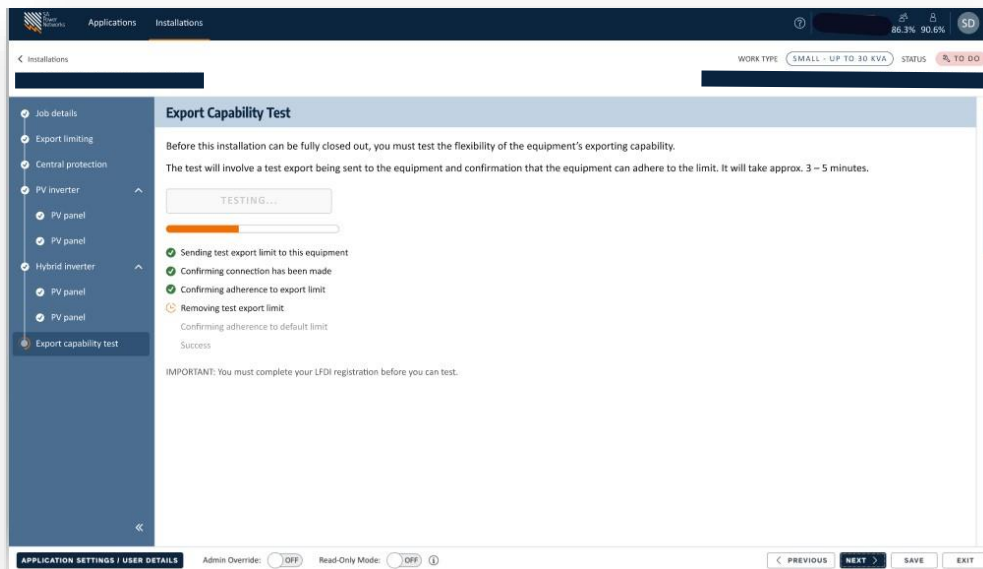 SA
Power
Networks
Applications
Installations
86.3% 90.6%
SD
Installations
WORK TYPE
SMALL - UP TO 30 KVA
STATUS
TO DO
Job details
Export limiting
Central protection
PV inverter
PV panel
PV panel
Hybrid inverter
PV panel
PV panel
Export capability test
Export Capability Test
Before this installation can be fully closed out, you must test the flexibility of the equipment's exporting capability.
The test will involve a test export being sent to the equipment and confirmation that the equipment can adhere to the limit. It will take approx. 3 – 5 minutes.
TESTING...
Sending test export limit to this equipment
Confirming connection has been made
Confirming adherence to export limit
Removing test export limit
Confirming adherence to default limit
Success
IMPORTANT: You must complete your LFDI registration before you can test.
APPLICATION SETTINGS / USER DETAILS
Admin Override: OFF
Read-Only Mode: OFF
PREVIOUS
NEXT
SAVE
EXIT